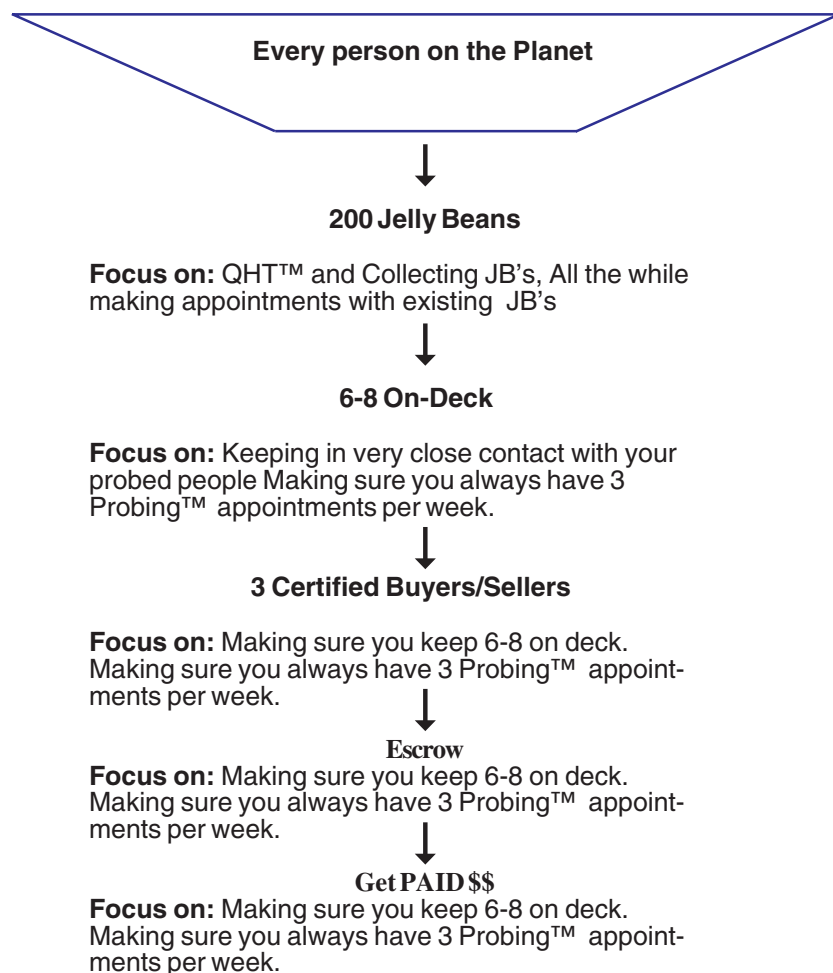 Every person on the Planet
200 Jelly Beans
Focus on: QHT™ and Collecting JB's, All the while
making appointments with existing JB's
6-8 On-Deck
Focus on: Keeping in very close contact with your
probed people Making sure you always have 3
Probing™ appointments per week.
3 Certified Buyers/Sellers
Focus on: Making sure you keep 6-8 on deck.
Making sure you always have 3 Probing™ appoint-
ments per week.
Escrow
Focus on: Making sure you keep 6-8 on deck.
Making sure you always have 3 Probing™ appoint-
ments per week.
Get PAID $$
Focus on: Making sure you keep 6-8 on deck.
Making sure you always have 3 Probing™ appoint-
ments per week.